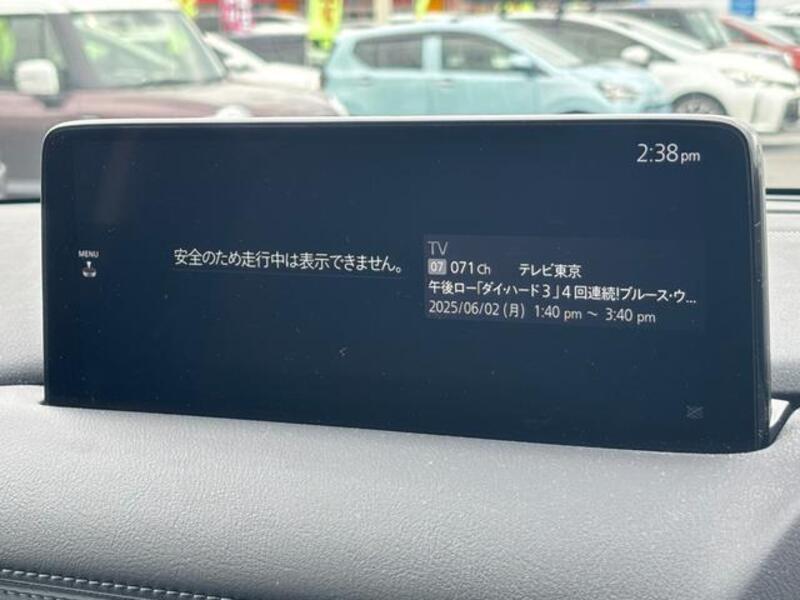 2:38pm
MENU
安全のため走行中は表示できません。
TV
07 071Ch テレビ東京
午後ロー「ダイ・ハード3」4回連続!ブルース・ウ...
2025/06/02(月) 1:40 pm ～ 3:40 pm